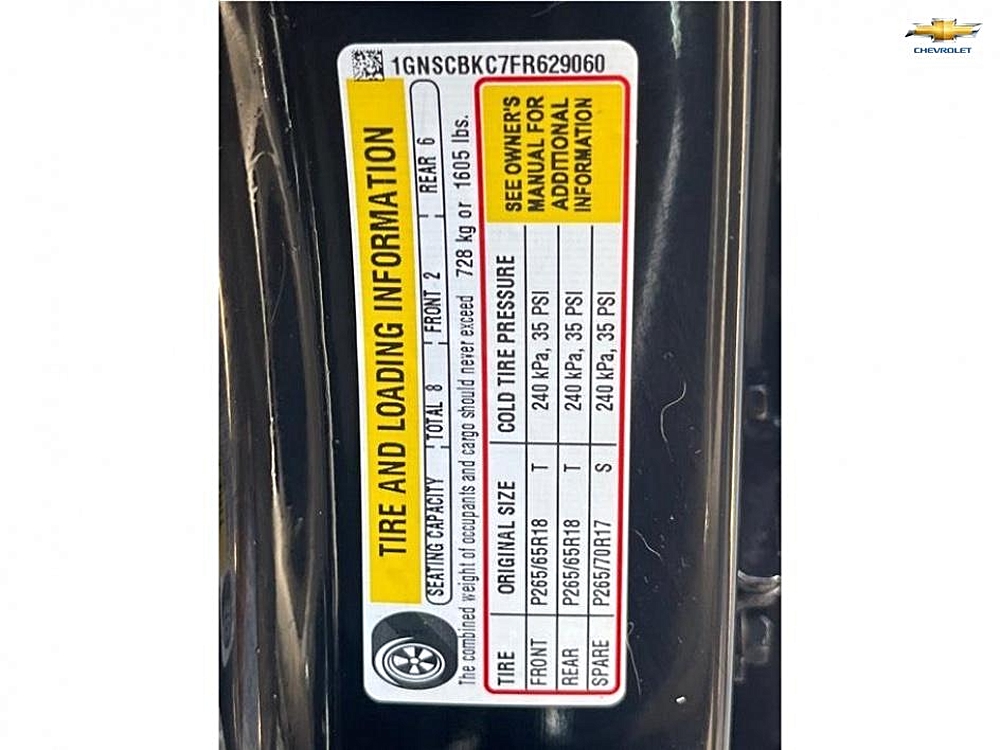 CHEVROLET
1GNSCBKC7FR629060
TIRE AND LOADING INFORMATION
SEATING CAPACITY TOTAL 8 FRONT 2 REAR 6
The combined weight of occupants and cargo should never exceed 728 kg or 1605 lbs.
TIRE ORIGINAL SIZE COLD TIRE PRESSURE
FRONT P265/65R18 T 240 kPa, 35 PSI
REAR P265/65R18 T 240 kPa, 35 PSI
SPARE P265/70R17 S 240 kPa, 35 PSI
SEE OWNER'S
MANUAL FOR
ADDITIONAL
INFORMATION